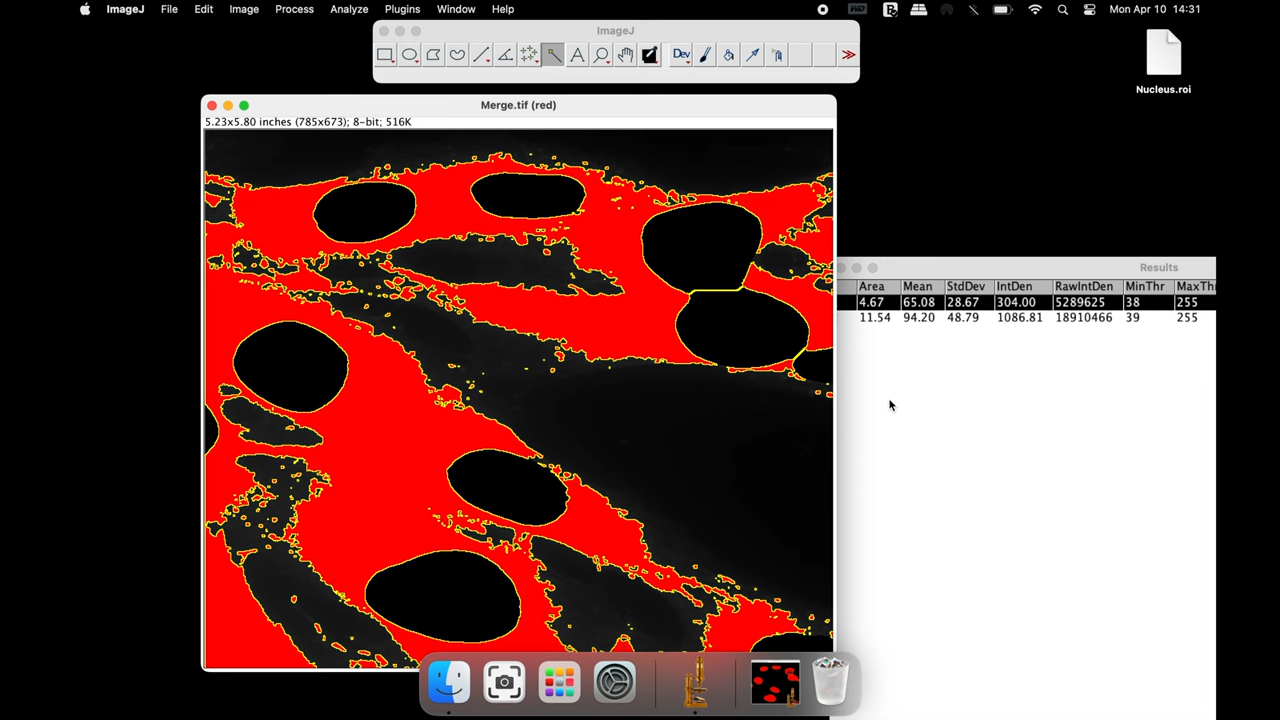 ImageJ File Edit Image Process Analyze Plugins Window Help Mon Apr 10 14:31
ImageJ
Dev
Nucleus.roi
Merge.tif (red)
5.23x5.80 inches (785x673); 8-bit; 516K
Results
Area Mean StdDev IntDen RawIntDen MinThr MaxThr
4.67 65.08 28.67 304.00 5289625 38 255
11.54 94.20 48.79 1086.81 18910466 39 255